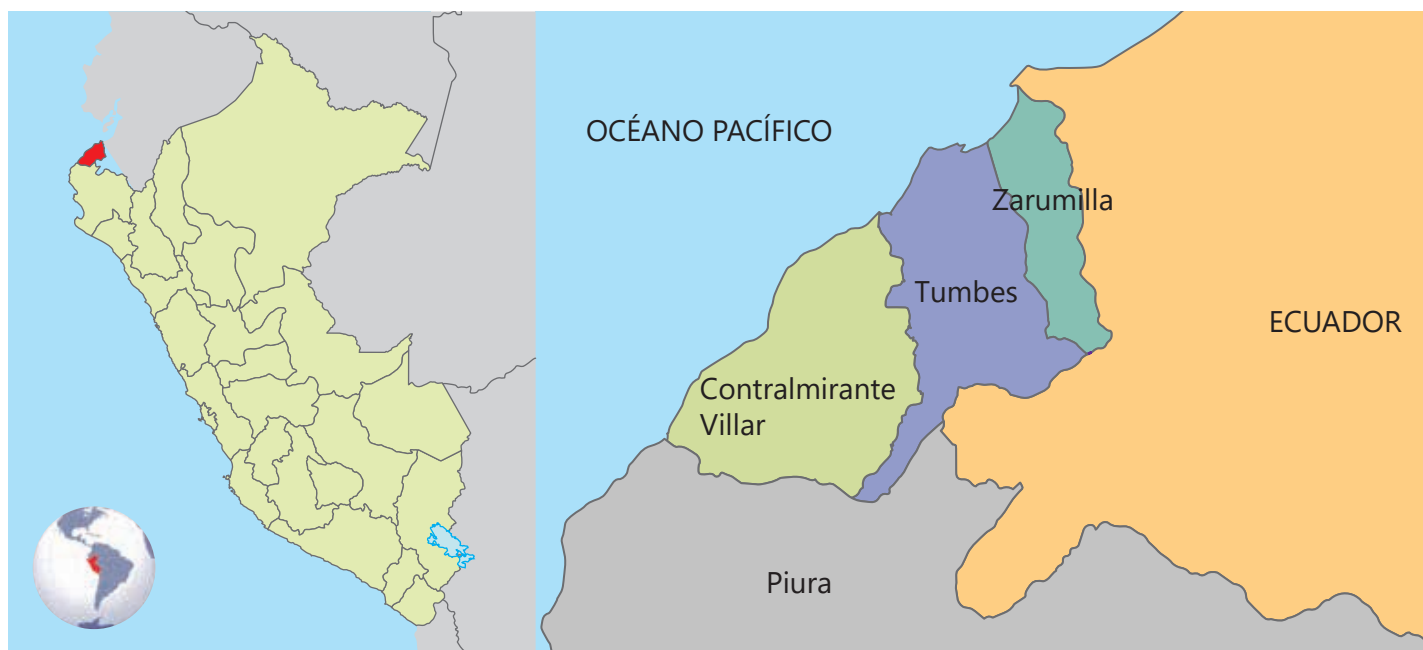 OCÉANO PACÍFICO
Zarumilla
Tumbes
ECUADOR
Contralmirante
Villar
Piura